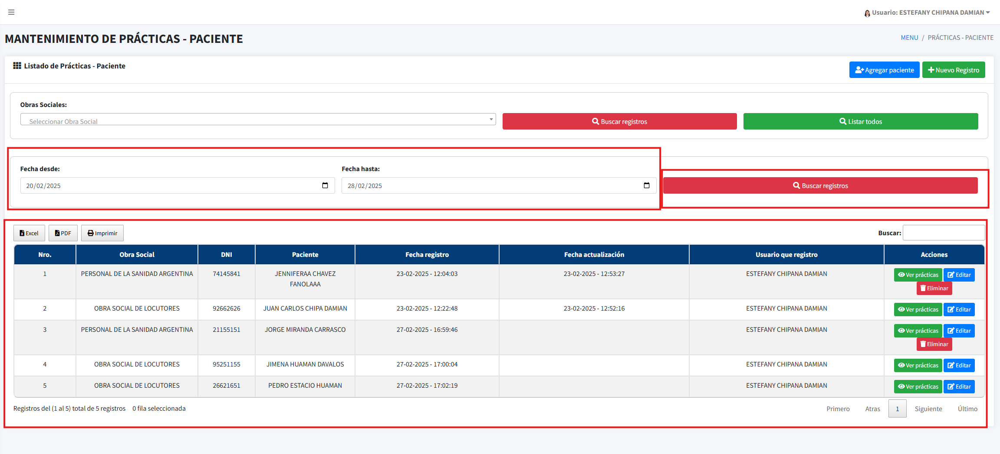 Usuario: ESTEFANY CHIPANA DAMIAN
MANTENIMIENTO DE PRÁCTICAS - PACIENTE
MENU / PRÁCTICAS - PACIENTE
Listado de Prácticas - Paciente
Agregar paciente
Nuevo Registro
Obras Sociales:
Seleccionar Obra Social
Buscar registros
Listar todos
Fecha desde:
Fecha hasta:
20/02/2025
28/02/2025
Buscar registros
Excel
PDF
Imprimir
Buscar:
Nro. Obra Social DNI Paciente Fecha registro Fecha actualización Usuario que registro Acciones
1 PERSONAL DE LA SANIDAD ARGENTINA 74145841 JENNIFERAA CHAVEZ 23-02-2025 - 12:04:03 23-02-2025 - 12:53:27 ESTEFANY CHIPANA DAMIAN Ver prácticas Editar
FANOLAAA Eliminar
2 OBRA SOCIAL DE LOCUTORES 92662626 JUAN CARLOS CHIPA DAMIAN 23-02-2025 - 12:22:48 23-02-2025 - 12:52:16 ESTEFANY CHIPANA DAMIAN Ver prácticas Editar
3 PERSONAL DE LA SANIDAD ARGENTINA 21155151 JORGE MIRANDA CARRASCO 27-02-2025 - 16:59:46 ESTEFANY CHIPANA DAMIAN Ver prácticas Editar
Eliminar
4 OBRA SOCIAL DE LOCUTORES 95251155 JIMENA HUAMAN DAVALOS 27-02-2025 - 17:00:04 ESTEFANY CHIPANA DAMIAN Ver prácticas Editar
5 OBRA SOCIAL DE LOCUTORES 26621651 PEDRO ESTACIO HUAMAN 27-02-2025 - 17:02:19 ESTEFANY CHIPANA DAMIAN Ver prácticas Editar
Registros del (1 al 5) total de 5 registros 0 fila seleccionada
Primero Atras 1 Siguiente Último